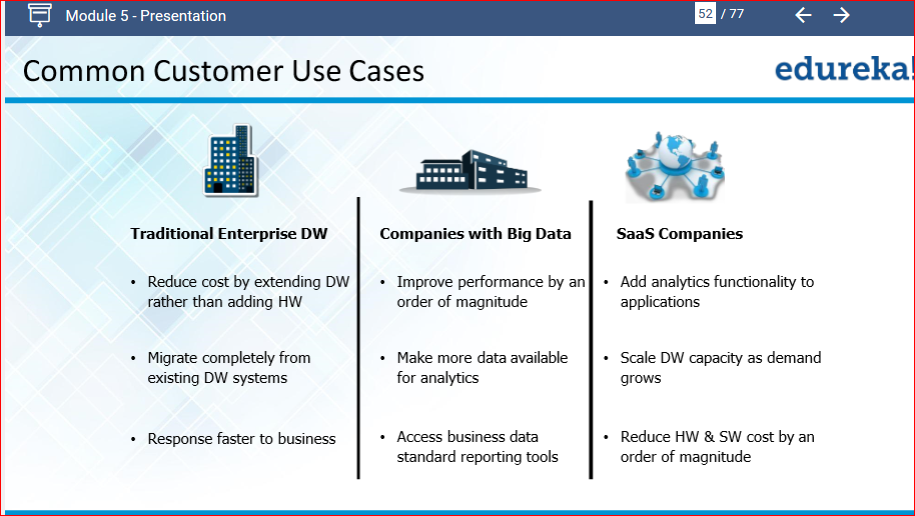 Module 5 - Presentation
52 / 77
Common Customer Use Cases
edureka!
Traditional Enterprise DW
• Reduce cost by extending DW
rather than adding HW
• Migrate completely from
existing DW systems
• Response faster to business
Companies with Big Data
• Improve performance by an
order of magnitude
• Make more data available
for analytics
• Access business data
standard reporting tools
SaaS Companies
• Add analytics functionality to
applications
• Scale DW capacity as demand
grows
• Reduce HW & SW cost by an
order of magnitude